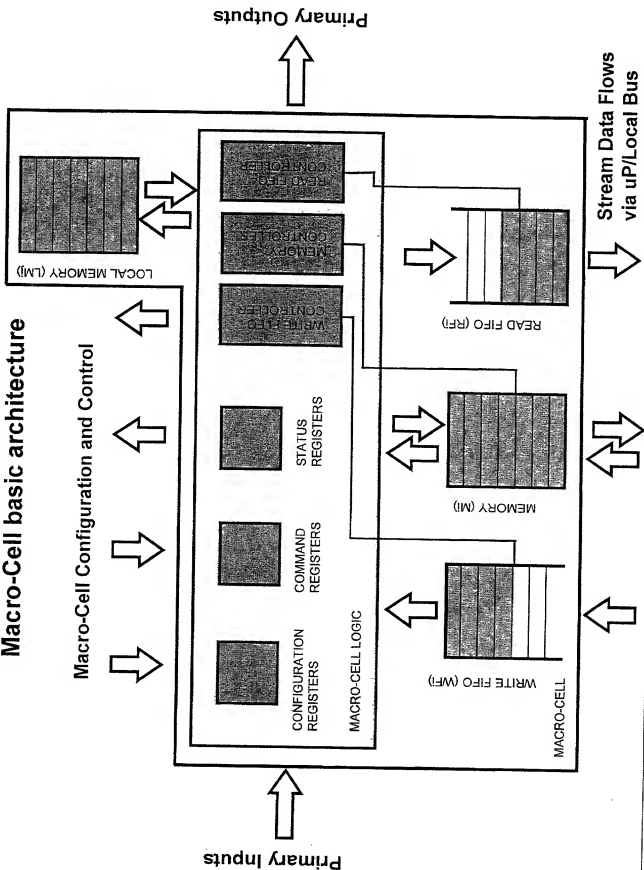 Macro-Cell basic architecture
Macro-Cell Configuration and Control
Primary Inputs
Primary Outputs
CONFIGURATION
REGISTERS
COMMAND
REGISTERS
STATUS
REGISTERS
WRITE FIFO
CONTROLLER
MEMORY
CONTROLLER
READ FIFO
CONTROLLER
LOCAL MEMORY (LMi)
MACRO-CELL LOGIC
WRITE FIFO (WFi)
MEMORY (Mi)
READ FIFO (RFi)
MACRO-CELL
Stream Data Flows
via uP/Local Bus